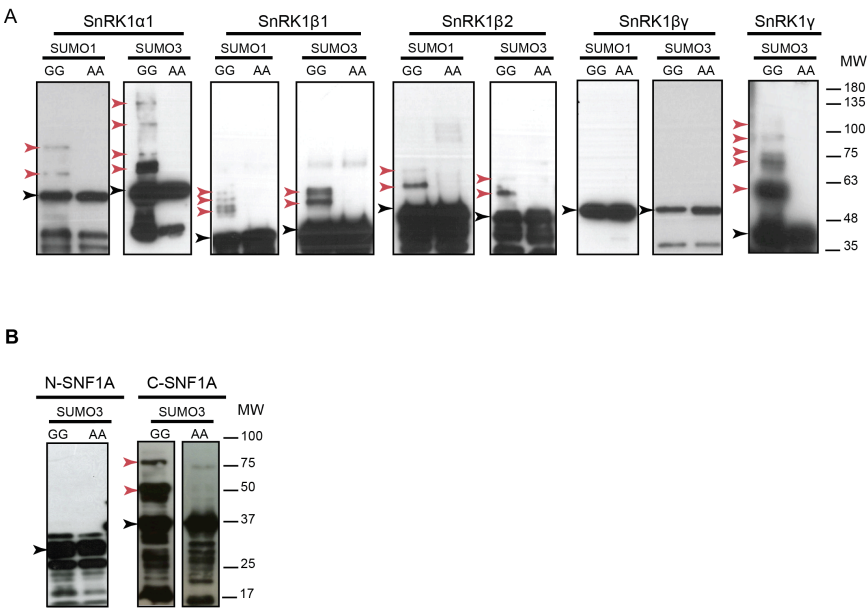 A
SnRK1α1 SnRK1β1 SnRK1β2 SnRK1βγ SnRK1γ
SUMO1 SUMO3 SUMO1 SUMO3 SUMO1 SUMO3 SUMO1 SUMO3 SUMO3
GG AA GG AA GG AA GG AA GG AA GG AA GG AA GG AA GG AA
MW
180
135
100
75
63
48
35
B
N-SNF1A C-SNF1A
SUMO3 SUMO3
MW
GG AA GG AA
100
75
50
37
25
17